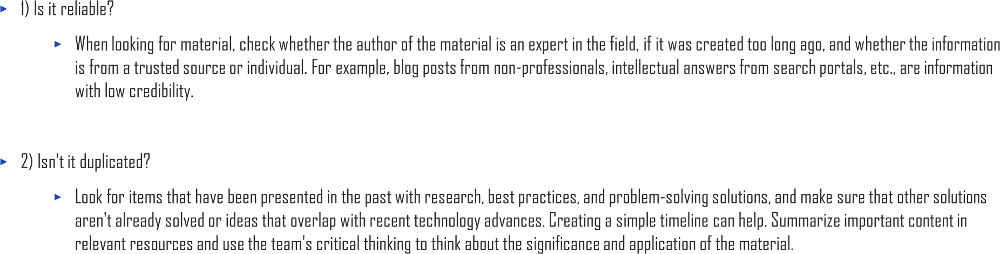 ▸ 1) Is it reliable?
▸ When looking for material, check whether the author of the material is an expert in the field, if it was created too long ago, and whether the information
is from a trusted source or individual. For example, blog posts from non-professionals, intellectual answers from search portals, etc., are information
with low credibility.
▸ 2) Isn't it duplicated?
▸ Look for items that have been presented in the past with research, best practices, and problem-solving solutions, and make sure that other solutions
aren't already solved or ideas that overlap with recent technology advances. Creating a simple timeline can help. Summarize important content in
relevant resources and use the team's critical thinking to think about the significance and application of the material.